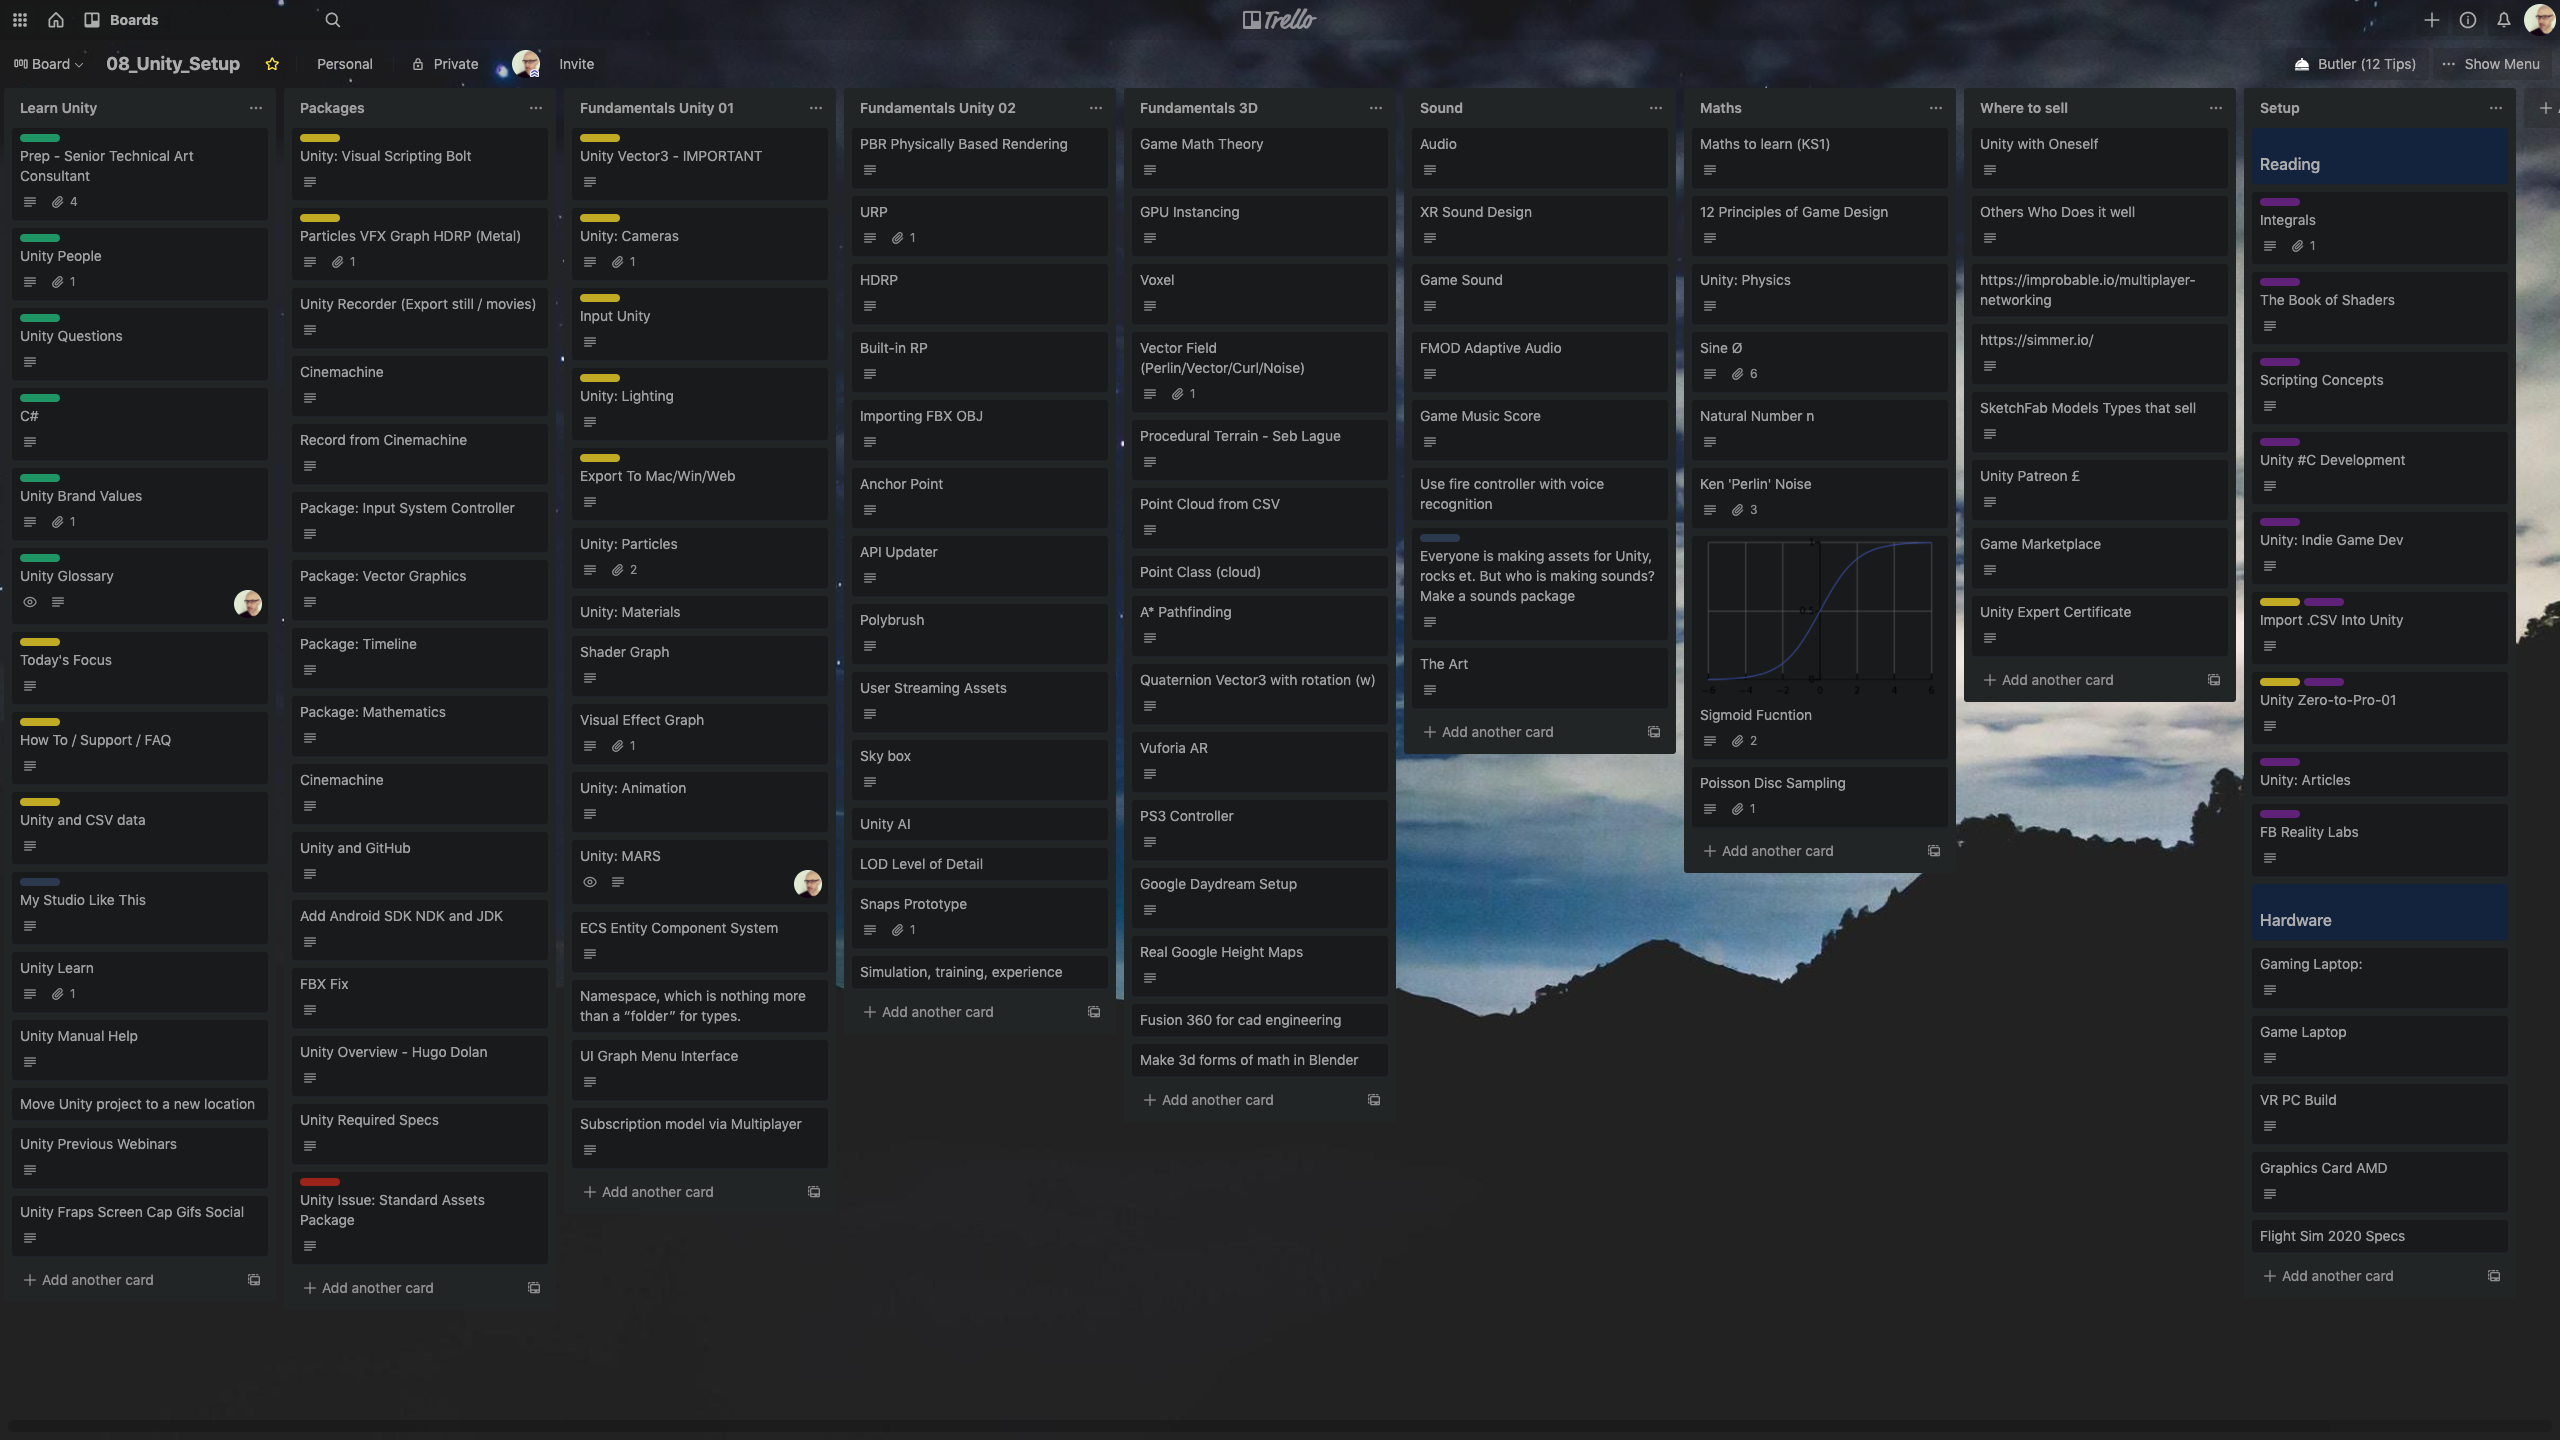 Boards
Trello
Board
08_Unity_Setup
Personal
Private
Invite
Butler (12 Tips)
Show Menu
Learn Unity
Prep - Senior Technical Art
Consultant
4
Unity People
1
Unity Questions
C#
Unity Brand Values
1
Unity Glossary
Today's Focus
How To / Support / FAQ
Unity and CSV data
My Studio Like This
Unity Learn
1
Unity Manual Help
Move Unity project to a new location
Unity Previous Webinars
Unity Fraps Screen Cap Gifs Social
Add another card
Packages
Unity: Visual Scripting Bolt
Particles VFX Graph HDRP (Metal)
1
Unity Recorder (Export still / movies)
Cinemachine
Record from Cinemachine
Package: Input System Controller
Package: Vector Graphics
Package: Timeline
Package: Mathematics
Cinemachine
Unity and GitHub
Add Android SDK NDK and JDK
FBX Fix
Unity Overview - Hugo Dolan
Unity Required Specs
Unity Issue: Standard Assets
Package
Add another card
Fundamentals Unity 01
Unity Vector3 - IMPORTANT
Unity: Cameras
1
Input Unity
Unity: Lighting
Export To Mac/Win/Web
Unity: Particles
2
Unity: Materials
Shader Graph
Visual Effect Graph
1
Unity: Animation
Unity: MARS
ECS Entity Component System
Namespace, which is nothing more
than a “folder” for types.
UI Graph Menu Interface
Subscription model via Multiplayer
Add another card
Fundamentals Unity 02
PBR Physically Based Rendering
URP
1
HDRP
Built-in RP
Importing FBX OBJ
Anchor Point
API Updater
Polybrush
User Streaming Assets
Sky box
Unity AI
LOD Level of Detail
Snaps Prototype
1
Simulation, training, experience
Add another card
Fundamentals 3D
Game Math Theory
GPU Instancing
Voxel
Vector Field
(Perlin/Vector/Curl/Noise)
1
Procedural Terrain - Seb Lague
Point Cloud from CSV
Point Class (cloud)
A* Pathfinding
Quaternion Vector3 with rotation (w)
Vuforia AR
PS3 Controller
Google Daydream Setup
Real Google Height Maps
Fusion 360 for cad engineering
Make 3d forms of math in Blender
Add another card
Sound
Audio
XR Sound Design
Game Sound
FMOD Adaptive Audio
Game Music Score
Use fire controller with voice
recognition
Everyone is making assets for Unity,
rocks et. But who is making sounds?
Make a sounds package
The Art
Add another card
Maths
Maths to learn (KS1)
12 Principles of Game Design
Unity: Physics
Sine Ø
6
Natural Number n
Ken 'Perlin' Noise
3
1
0.5
0
−6 −4 −2 0 2 4 6
Sigmoid Fucntion
2
Poisson Disc Sampling
1
Add another card
Where to sell
Unity with Oneself
Others Who Does it well
https://improbable.io/multiplayer-
networking
https://simmer.io/
SketchFab Models Types that sell
Unity Patreon £
Game Marketplace
Unity Expert Certificate
Add another card
Setup
Reading
Integrals
1
The Book of Shaders
Scripting Concepts
Unity #C Development
Unity: Indie Game Dev
Import .CSV Into Unity
Unity Zero-to-Pro-01
Unity: Articles
FB Reality Labs
Hardware
Gaming Laptop:
Game Laptop
VR PC Build
Graphics Card AMD
Flight Sim 2020 Specs
Add another card